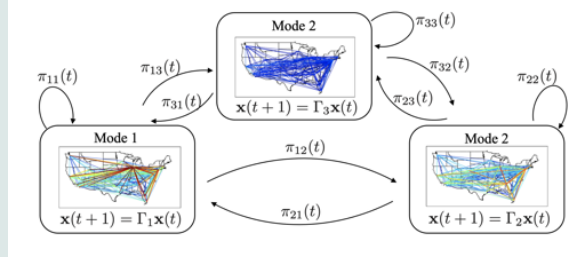 Mode 2
π₃₃(t)
x(t + 1) = Γ₃x(t)
π₁₃(t)
π₃₂(t)
π₁₁(t)
π₃₁(t)
π₂₃(t)
π₂₂(t)
Mode 1
x(t + 1) = Γ₁x(t)
π₁₂(t)
π₂₁(t)
Mode 2
x(t + 1) = Γ₂x(t)